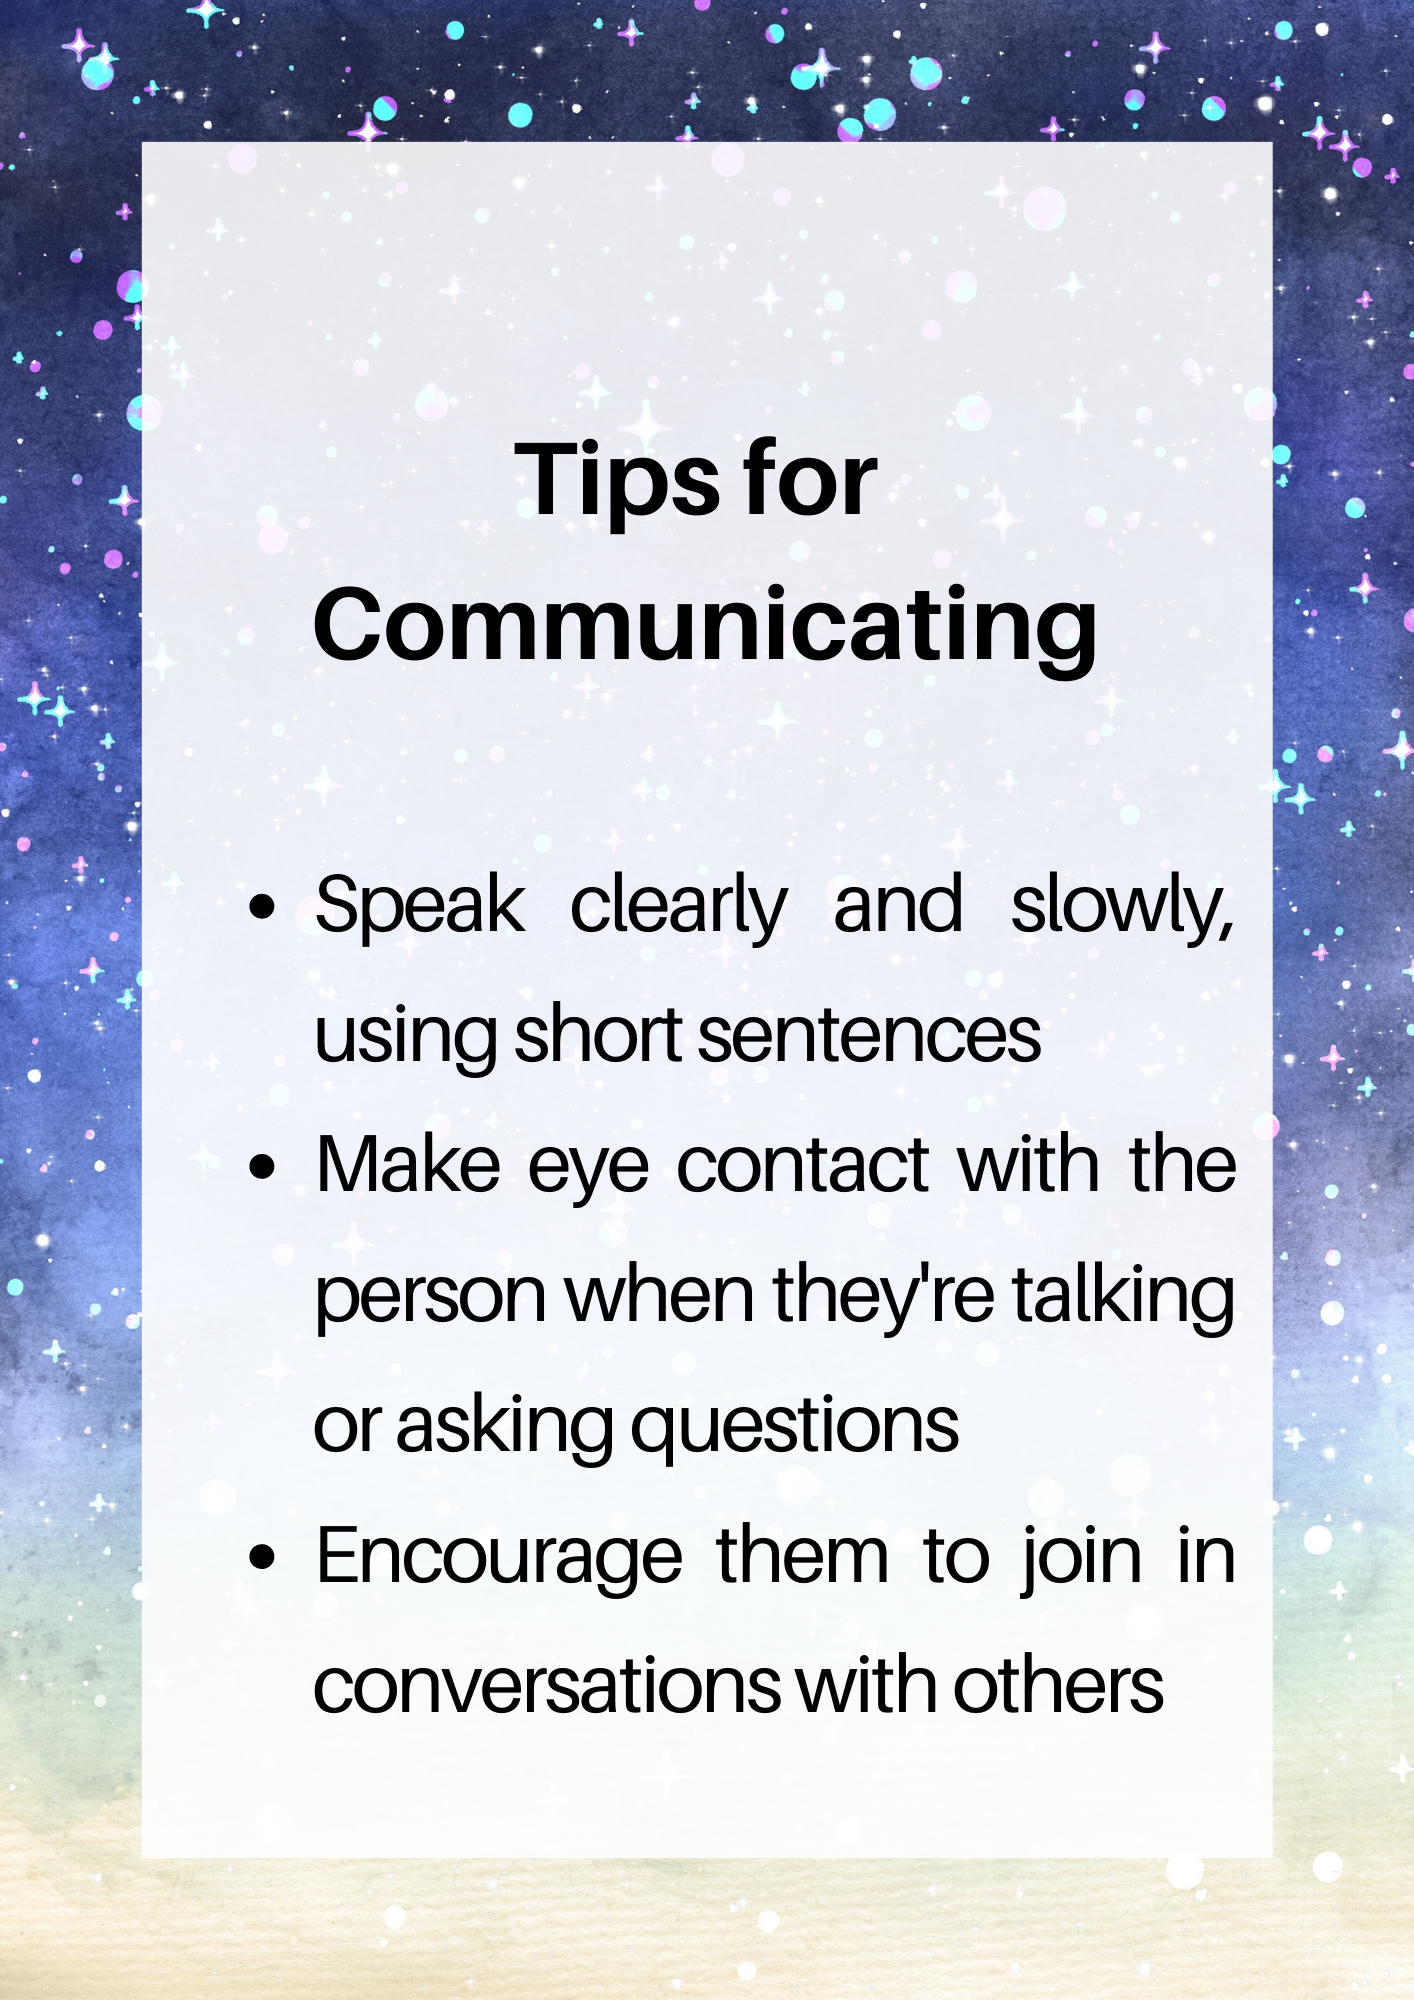 Tips for
Communicating
• Speak clearly and slowly,
using short sentences
• Make eye contact with the
person when they're talking
or asking questions
• Encourage them to join in
conversations with others